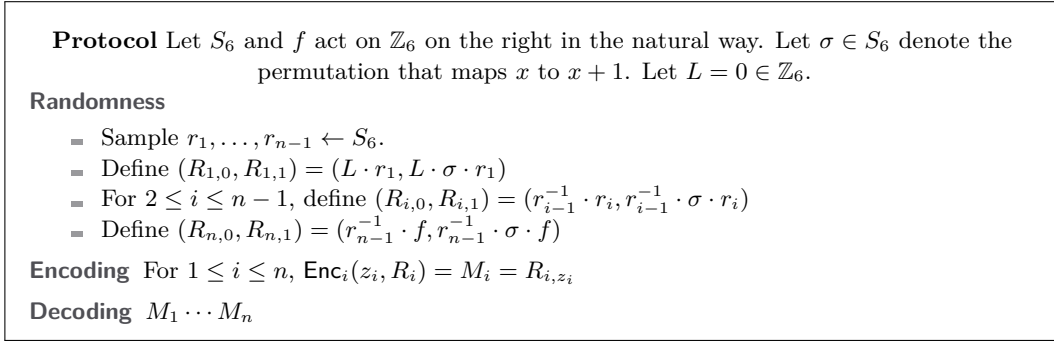 Protocol Let S₆ and f act on ℤ₆ on the right in the natural way. Let σ ∈ S₆ denote the
permutation that maps x to x + 1. Let L = 0 ∈ ℤ₆.
Randomness
Sample r₁, . . . , rₙ₋₁ ← S₆.
Define (R₁,₀, R₁,₁) = (L · r₁, L · σ · r₁)
For 2 ≤ i ≤ n − 1, define (Rᵢ,₀, Rᵢ,₁) = (rᵢ₋₁⁻¹ · rᵢ, rᵢ₋₁⁻¹ · σ · rᵢ)
Define (Rₙ,₀, Rₙ,₁) = (rₙ₋₁⁻¹ · f, rₙ₋₁⁻¹ · σ · f)
Encoding For 1 ≤ i ≤ n, Encᵢ(zᵢ, Rᵢ) = Mᵢ = R_{i,zᵢ}
Decoding M₁ · · · Mₙ